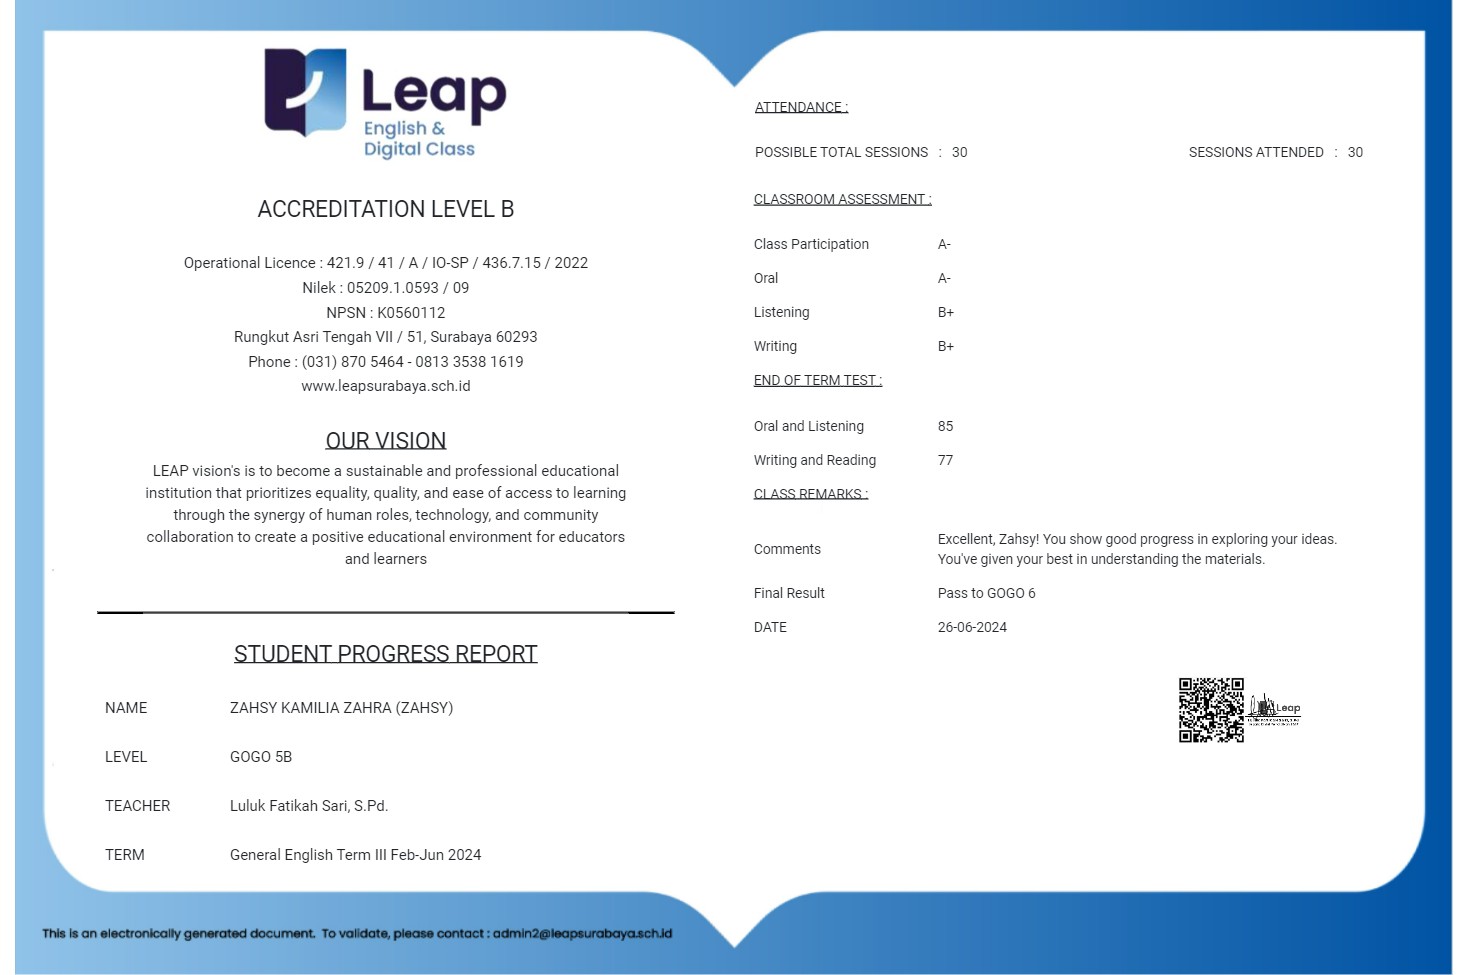 Leap
English &
Digital Class
ACCREDITATION LEVEL B
Operational Licence : 421.9 / 41 / A / IO-SP / 436.7.15 / 2022
Nilek : 05209.1.0593 / 09
NPSN : K0560112
Rungkut Asri Tengah VII / 51, Surabaya 60293
Phone : (031) 870 5464 - 0813 3538 1619
www.leapsurabaya.sch.id
OUR VISION
LEAP vision's is to become a sustainable and professional educational
institution that prioritizes equality, quality, and ease of access to learning
through the synergy of human roles, technology, and community
collaboration to create a positive educational environment for educators
and learners
STUDENT PROGRESS REPORT
NAME ZAHSY KAMILIA ZAHRA (ZAHSY)
LEVEL GOGO 5B
TEACHER Luluk Fatikah Sari, S.Pd.
TERM General English Term III Feb-Jun 2024
ATTENDANCE :
POSSIBLE TOTAL SESSIONS : 30 SESSIONS ATTENDED : 30
CLASSROOM ASSESSMENT :
Class Participation A-
Oral A-
Listening B+
Writing B+
END OF TERM TEST :
Oral and Listening 85
Writing and Reading 77
CLASS REMARKS :
Comments Excellent, Zahsy! You show good progress in exploring your ideas.
You've given your best in understanding the materials.
Final Result Pass to GOGO 6
DATE 26-06-2024
Leap
This is an electronically generated document. To validate, please contact : admin2@leapsurabaya.sch.id